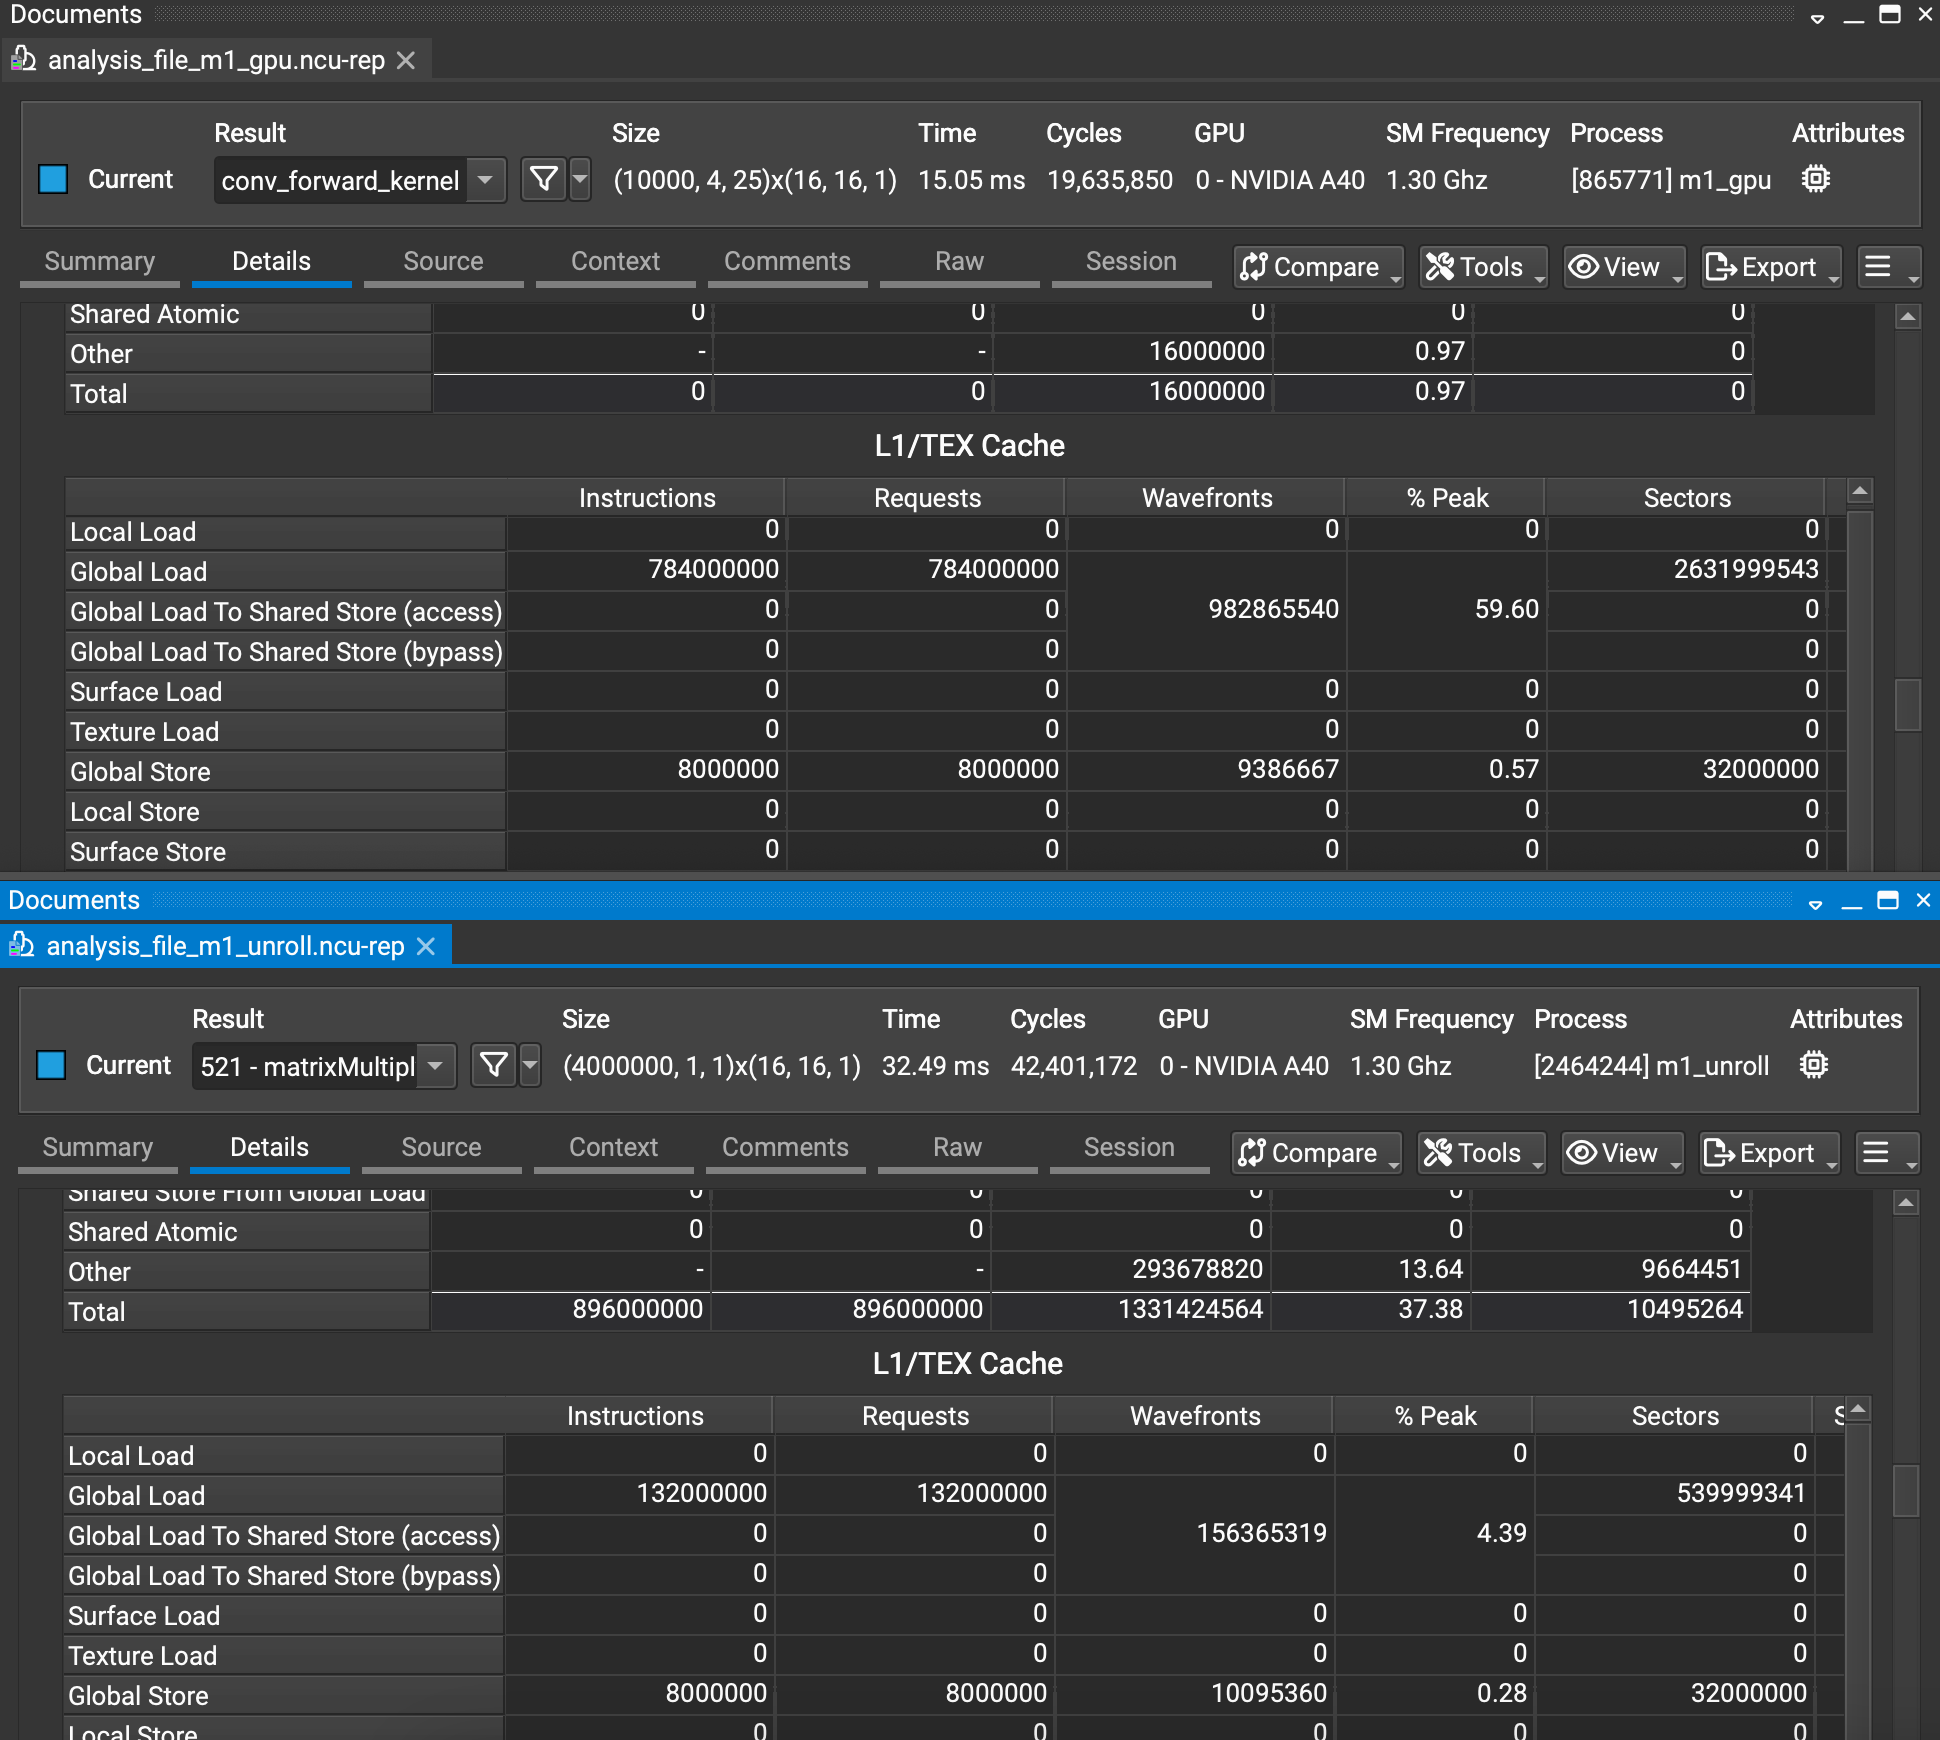 Documents
analysis_file_m1_gpu.ncu-rep
Result Size Time Cycles GPU SM Frequency Process Attributes
Current conv_forward_kernel (10000, 4, 25)x(16, 16, 1) 15.05 ms 19,635,850 0 - NVIDIA A40 1.30 Ghz [865771] m1_gpu
Summary Details Source Context Comments Raw Session Compare Tools View Export
Shared Atomic 0 0 0 0 0
Other - - 16000000 0.97 0
Total 0 0 16000000 0.97 0
L1/TEX Cache
Instructions Requests Wavefronts % Peak Sectors
Local Load 0 0 0 0 0
Global Load 784000000 784000000 2631999543
Global Load To Shared Store (access) 0 0 982865540 59.60 0
Global Load To Shared Store (bypass) 0 0 0
Surface Load 0 0 0 0 0
Texture Load 0 0 0 0 0
Global Store 8000000 8000000 9386667 0.57 32000000
Local Store 0 0 0 0 0
Surface Store 0 0 0 0 0
Documents
analysis_file_m1_unroll.ncu-rep
Result Size Time Cycles GPU SM Frequency Process Attributes
Current 521 - matrixMultipl (4000000, 1, 1)x(16, 16, 1) 32.49 ms 42,401,172 0 - NVIDIA A40 1.30 Ghz [2464244] m1_unroll
Summary Details Source Context Comments Raw Session Compare Tools View Export
Shared Store From Global Load 0 0 0 0 0
Shared Atomic 0 0 0 0 0
Other - - 293678820 13.64 9664451
Total 896000000 896000000 1331424564 37.38 10495264
L1/TEX Cache
Instructions Requests Wavefronts % Peak Sectors S
Local Load 0 0 0 0 0
Global Load 132000000 132000000 539999341
Global Load To Shared Store (access) 0 0 156365319 4.39 0
Global Load To Shared Store (bypass) 0 0 0
Surface Load 0 0 0 0 0
Texture Load 0 0 0 0 0
Global Store 8000000 8000000 10095360 0.28 32000000
Local Store 0 0 0 0 0